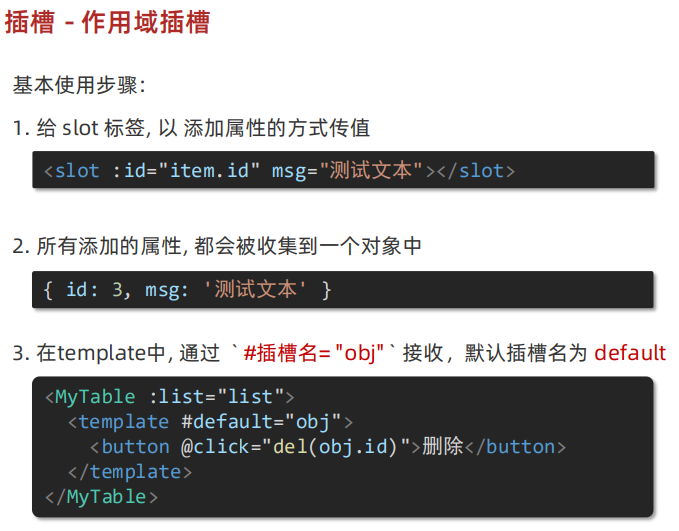 插槽 - 作用域插槽
基本使用步骤：
1. 给 slot 标签, 以 添加属性的方式传值
<slot :id="item.id" msg="测试文本"></slot>
2. 所有添加的属性, 都会被收集到一个对象中
{ id: 3, msg: '测试文本' }
3. 在template中, 通过 ` #插槽名= "obj" ` 接收，默认插槽名为 default
<MyTable :list="list">
  <template #default="obj">
    <button @click="del(obj.id)">删除</button>
  </template>
</MyTable>